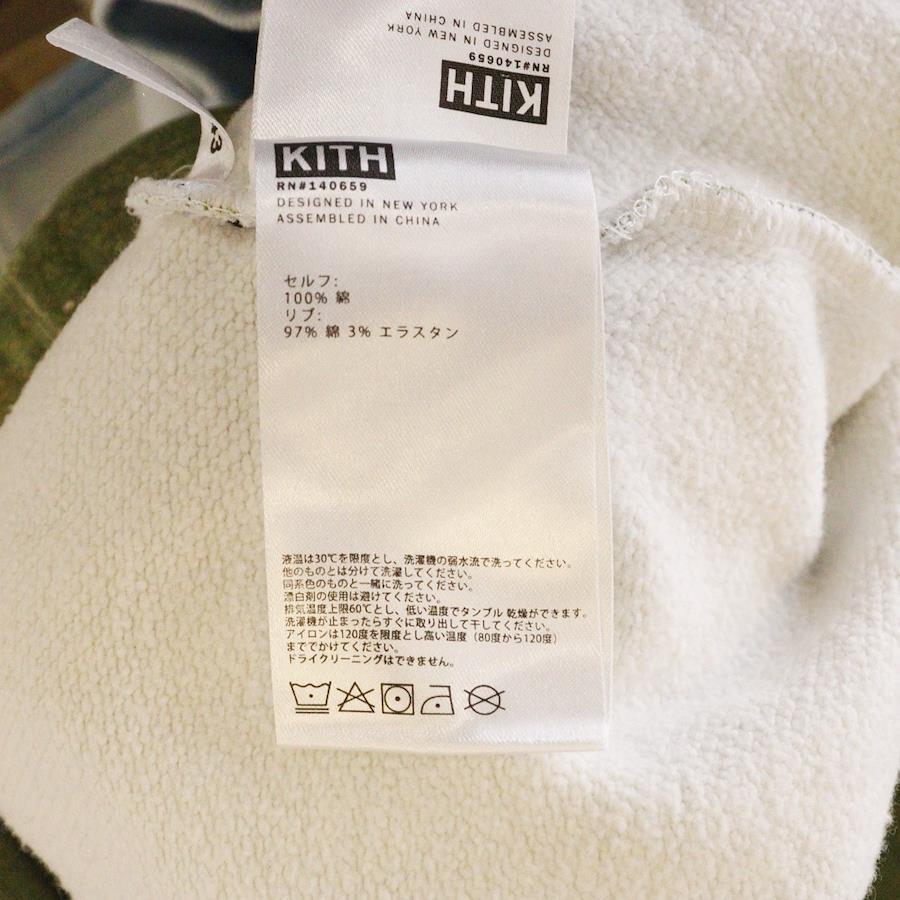 ASSEMBLED IN CHINA
DESIGNED IN NEW YORK
RN#140659
KITH
KITH
RN#140659
DESIGNED IN NEW YORK
ASSEMBLED IN CHINA
セルフ:
100% 綿
リブ:
97% 綿 3% エラスタン
液温は30℃を限度とし、洗濯機の弱水流で洗ってください。
他のものとは分けて洗濯してください。
同系色のものと一緒に洗ってください。
漂白剤の使用は避けてください。
排気温度上限60℃とし、低い温度でタンブル 乾燥ができます。
洗濯機が止まったらすぐに取り出して干してください。
アイロンは120度を限度とし高い温度（80度から120度）
まででかけてください。
ドライクリーニングはできません。